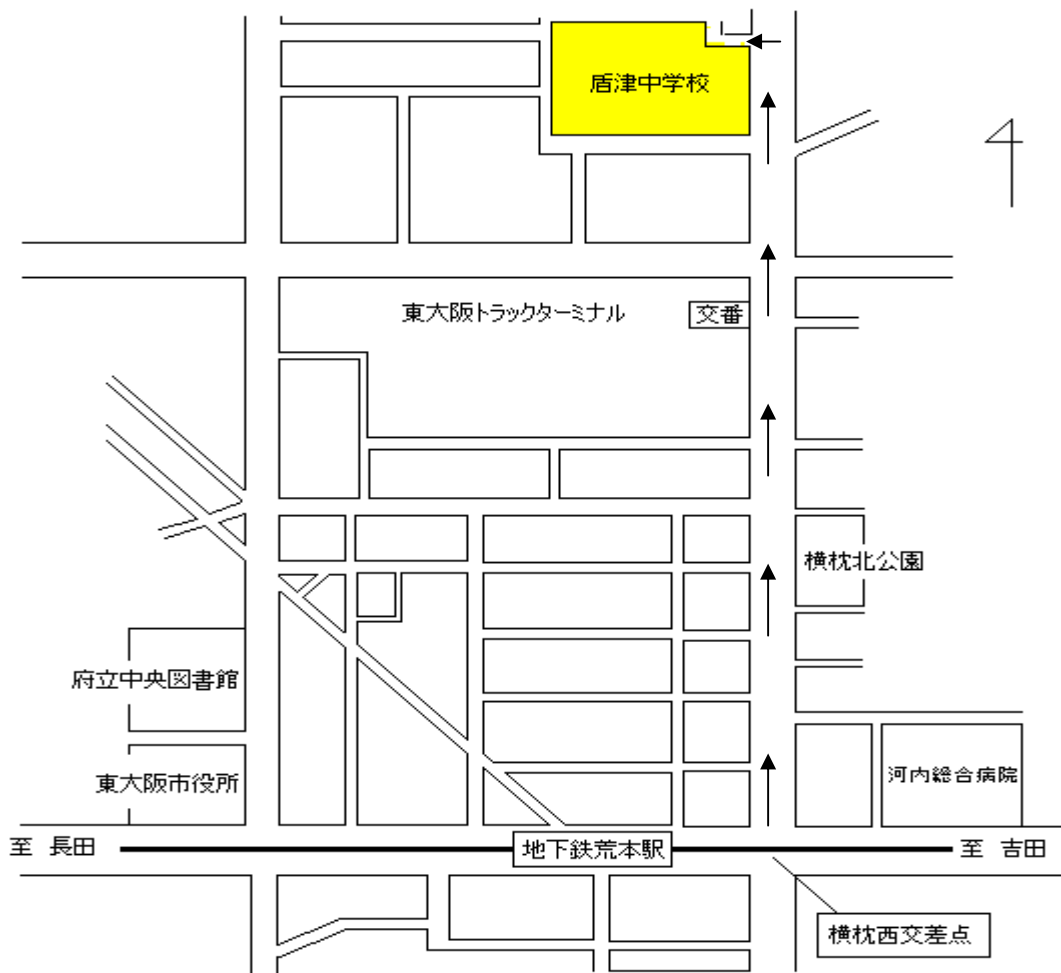 盾津中学校
東大阪トラックターミナル
交番
横枕北公園
府立中央図書館
東大阪市役所
河内総合病院
至 長田
地下鉄荒本駅
至 吉田
横枕西交差点